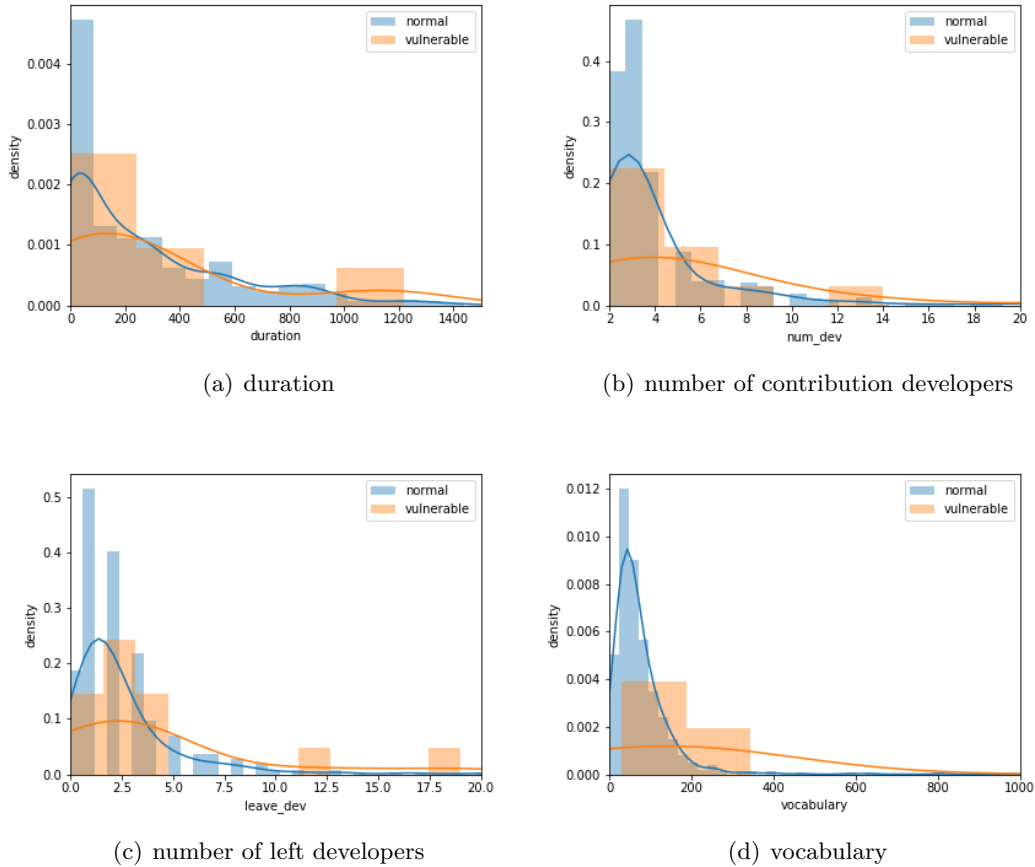 normal
vulnerable
0.004
0.003
0.002
0.001
0.000
density
0 200 400 600 800 1000 1200 1400
duration
(a) duration
normal
vulnerable
0.4
0.3
0.2
0.1
0.0
density
2 4 6 8 10 12 14 16 18 20
num_dev
(b) number of contribution developers
normal
vulnerable
0.5
0.4
0.3
0.2
0.1
0.0
density
0.0 2.5 5.0 7.5 10.0 12.5 15.0 17.5 20.0
leave_dev
(c) number of left developers
normal
vulnerable
0.012
0.010
0.008
0.006
0.004
0.002
0.000
density
0 200 400 600 800 1000
vocabulary
(d) vocabulary